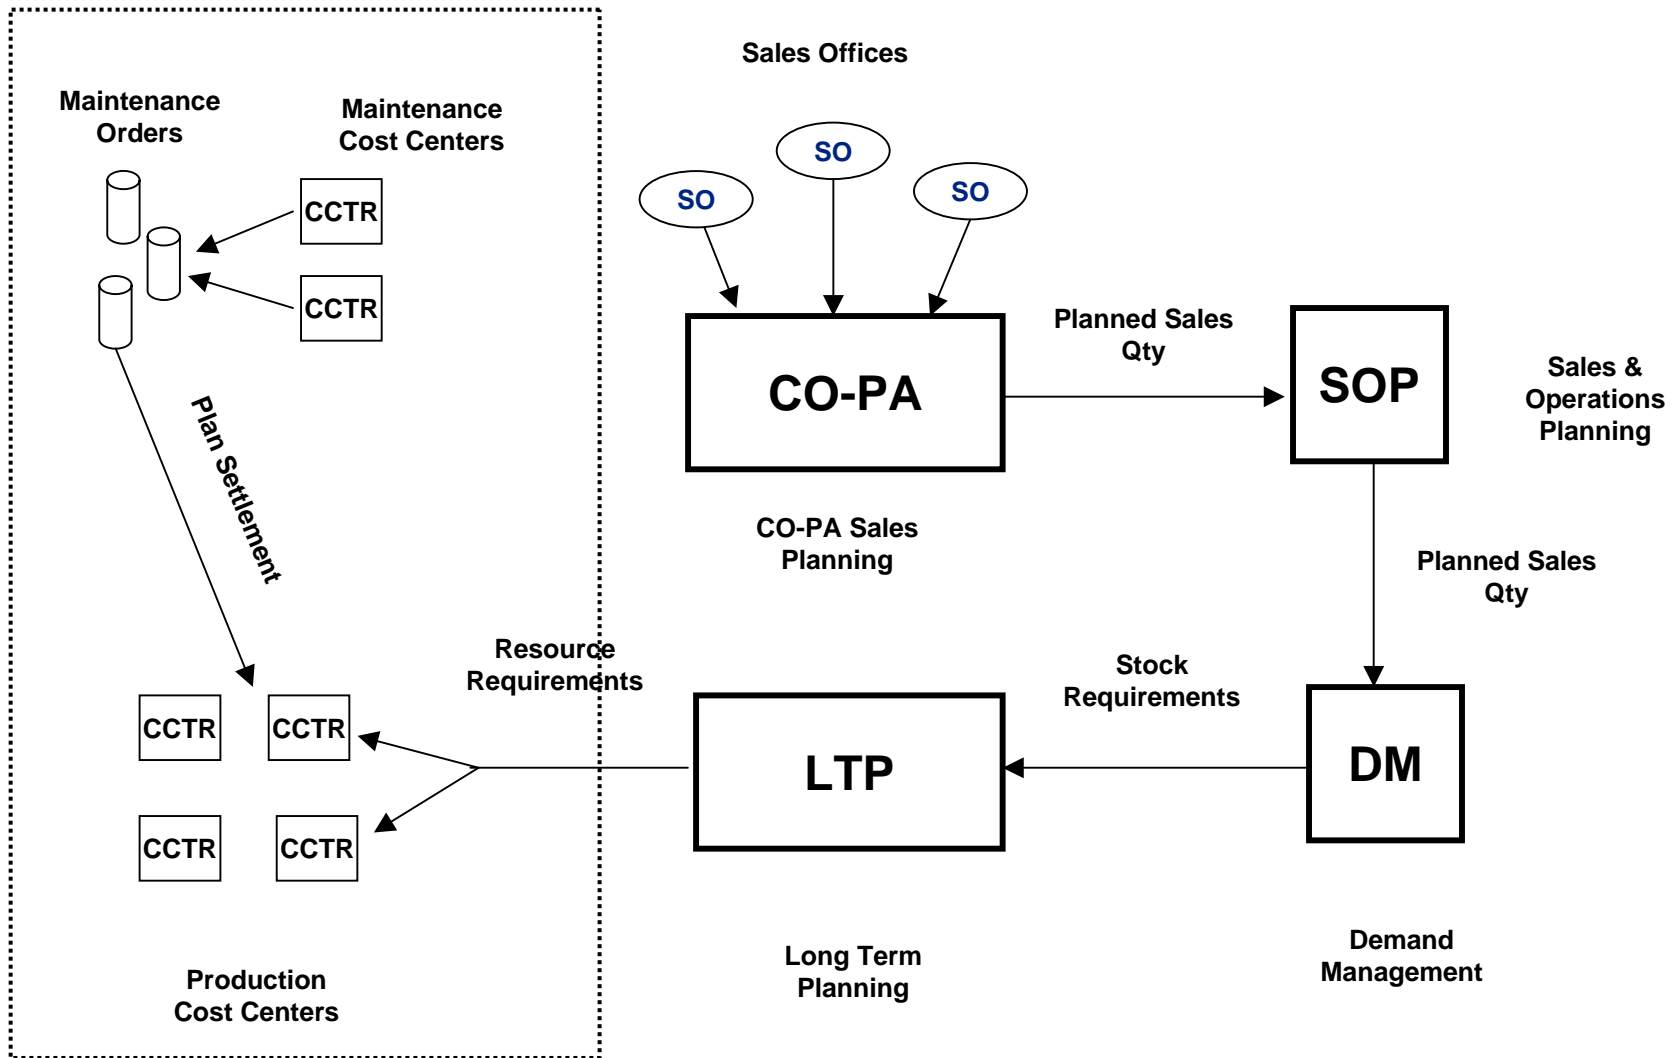 Sales Offices
Maintenance
Orders
Maintenance
Cost Centers
SO
SO
SO
CCTR
CCTR
Planned Sales
Qty
CO-PA
SOP
Sales &
Operations
Planning
Plan Settlement
CO-PA Sales
Planning
Planned Sales
Qty
Resource
Requirements
Stock
Requirements
CCTR
CCTR
LTP
DM
CCTR
CCTR
Production
Cost Centers
Long Term
Planning
Demand
Management